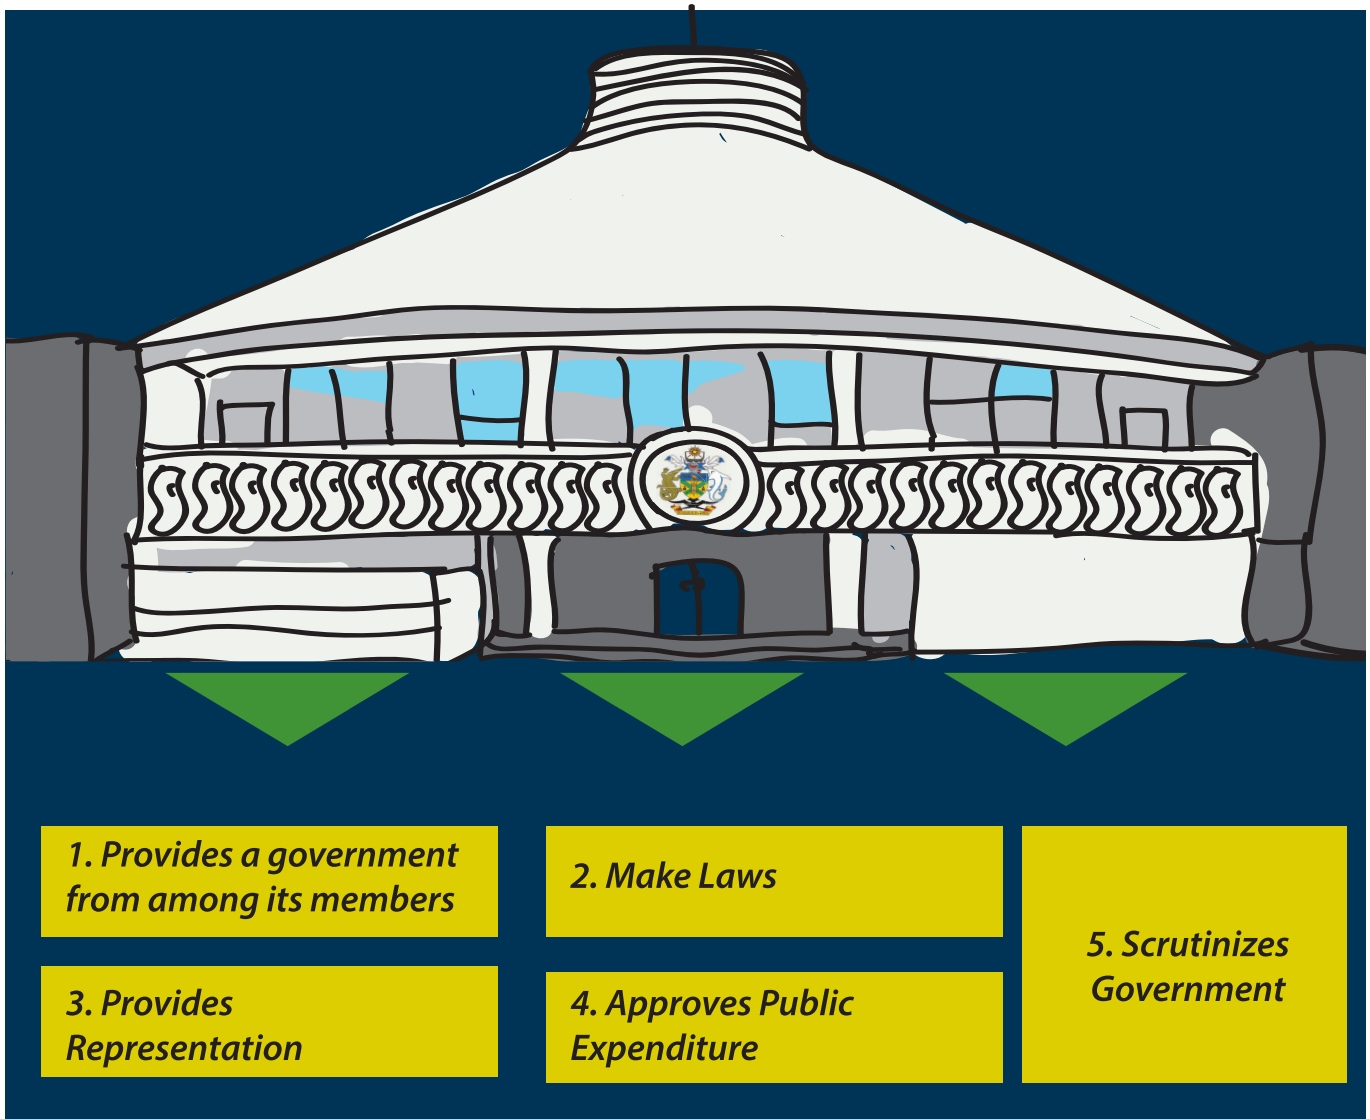 1. Provides a government
from among its members
2. Make Laws
3. Provides
Representation
4. Approves Public
Expenditure
5. Scrutinizes
Government